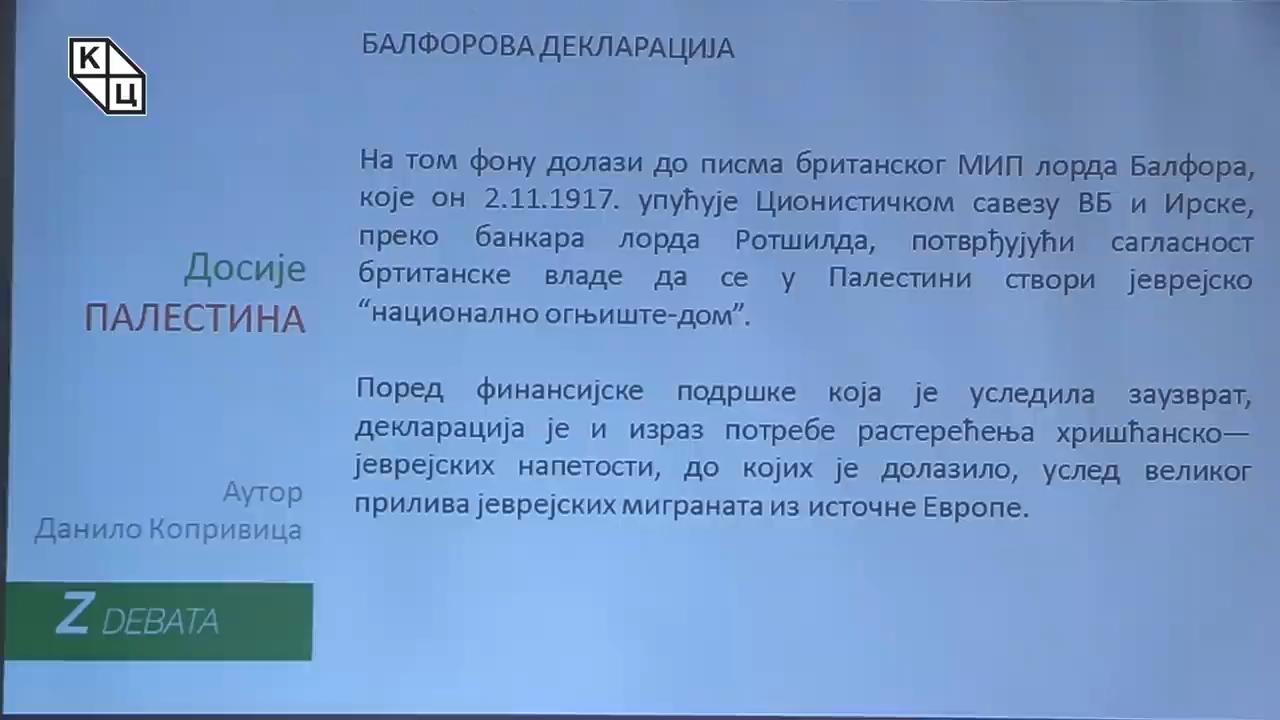 К
Ц
БАЛФОРОВА ДЕКЛАРАЦИЈА
На том фону долази до писма британског МИП лорда Балфора,
које он 2.11.1917. упућује Ционистичком савезу ВБ и Ирске,
преко банкара лорда Ротшилда, потврђујући сагласност
бртитанске владе да се у Палестини створи јеврејско
“национално огњиште-дом”.
Поред финансијске подршке која је уследила заузврат,
декларација је и израз потребе растерећења хришћанско—
јеврејских напетости, до којих је долазило, услед великог
прилива јеврејских миграната из источне Европе.
Досије
ПАЛЕСТИНА
Аутор
Данило Копривица
Z DEBATA